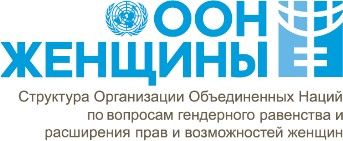 ООН
ЖЕНЩИНЫ
Структура Организации Объединенных Наций
по вопросам гендерного равенства и
расширения прав и возможностей женщин